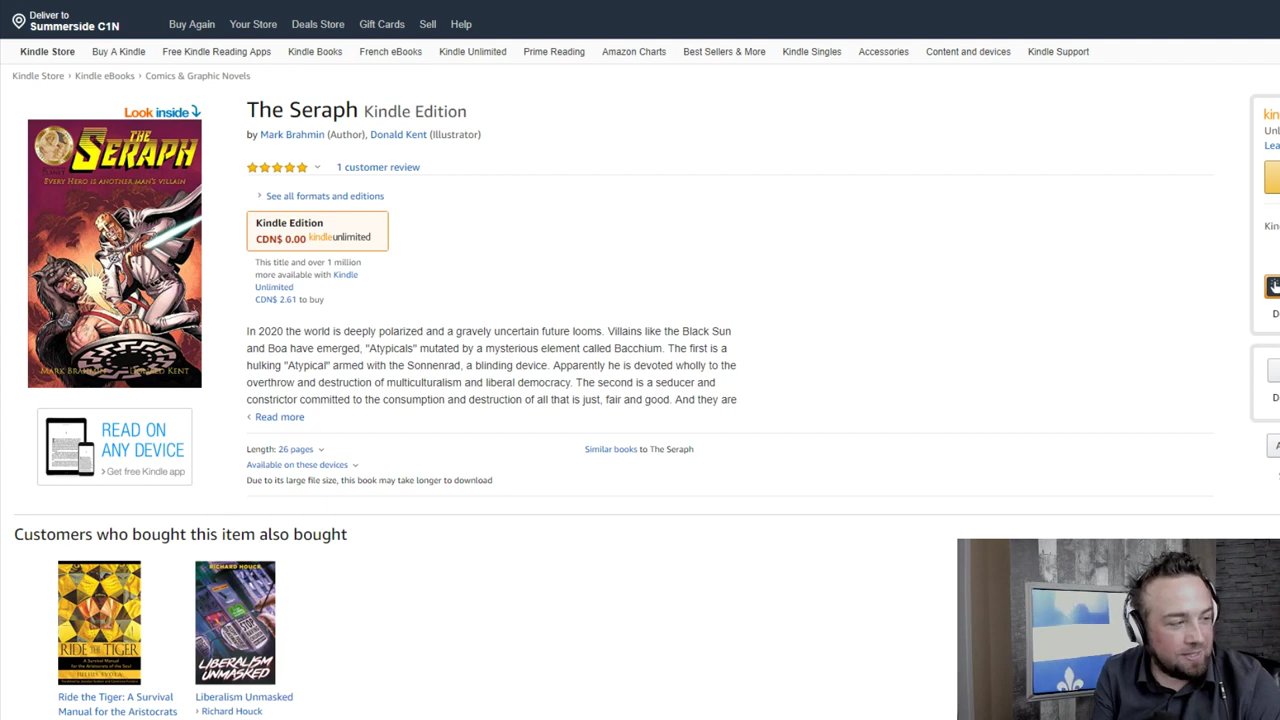 Deliver to
Summerside C1N
Buy Again
Your Store
Deals Store
Gift Cards
Sell
Help
Kindle Store
Buy A Kindle
Free Kindle Reading Apps
Kindle Books
French eBooks
Kindle Unlimited
Prime Reading
Amazon Charts
Best Sellers & More
Kindle Singles
Accessories
Content and devices
Kindle Support
Kindle Store › Kindle eBooks › Comics & Graphic Novels
Look inside
THE
SERAPH
EVERY HERO IS ANOTHER MAN'S VILLAIN
MARK BRAHMIN
DONALD KENT
READ ON
ANY DEVICE
› Get free Kindle app
The Seraph Kindle Edition
by Mark Brahmin (Author), Donald Kent (Illustrator)
1 customer review
See all formats and editions
Kindle Edition
CDN$ 0.00 kindleunlimited
This title and over 1 million
more available with Kindle
Unlimited
CDN$ 2.61 to buy
In 2020 the world is deeply polarized and a gravely uncertain future looms. Villains like the Black Sun
and Boa have emerged, "Atypicals" mutated by a mysterious element called Bacchium. The first is a
hulking "Atypical" armed with the Sonnenrad, a blinding device. Apparently he is devoted wholly to the
overthrow and destruction of multiculturalism and liberal democracy. The second is a seducer and
constrictor committed to the consumption and destruction of all that is just, fair and good. And they are
Read more
Length: 26 pages
Similar books to The Seraph
Available on these devices
Due to its large file size, this book may take longer to download
kin
Unl
Lea
Kin
D
D
A
Customers who bought this item also bought
RIDE THE TIGER
RICHARD HOUCK
LIBERALISM
UNMASKED
Ride the Tiger: A Survival
Manual for the Aristocrats
Liberalism Unmasked
› Richard Houck